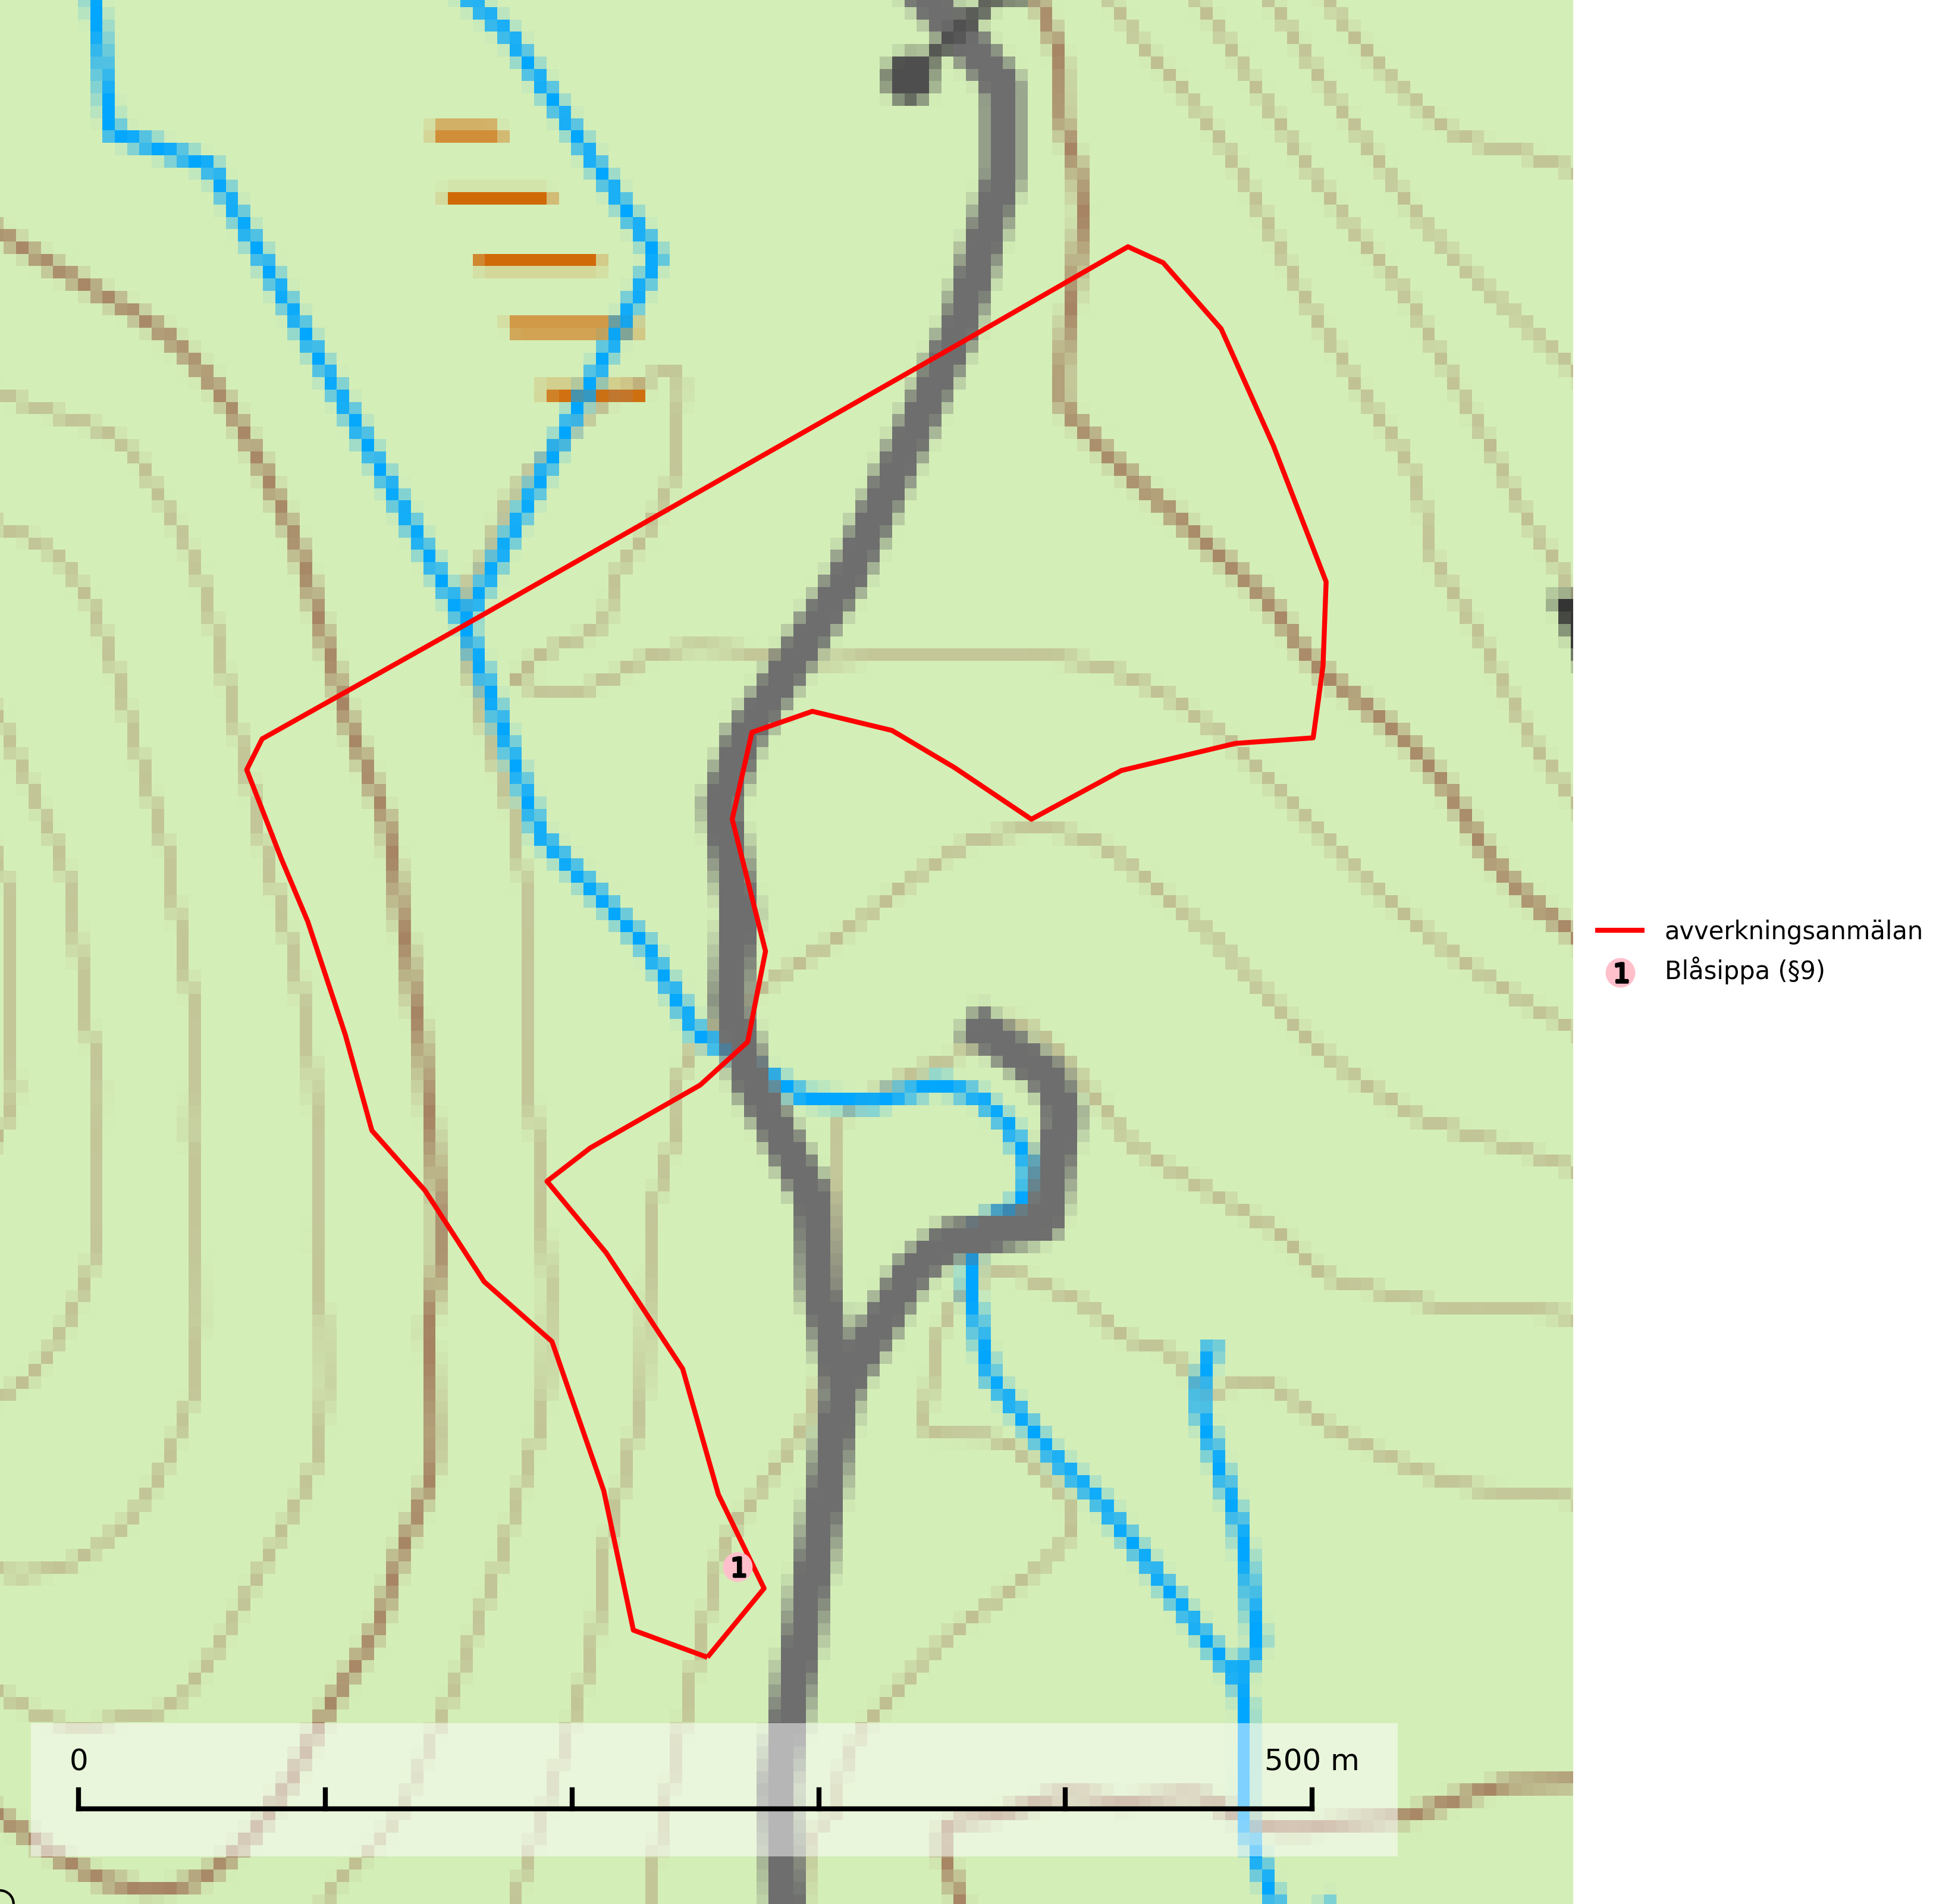 avverkningsanmälan
1 Blåsippa (§9)
1
0 500 m